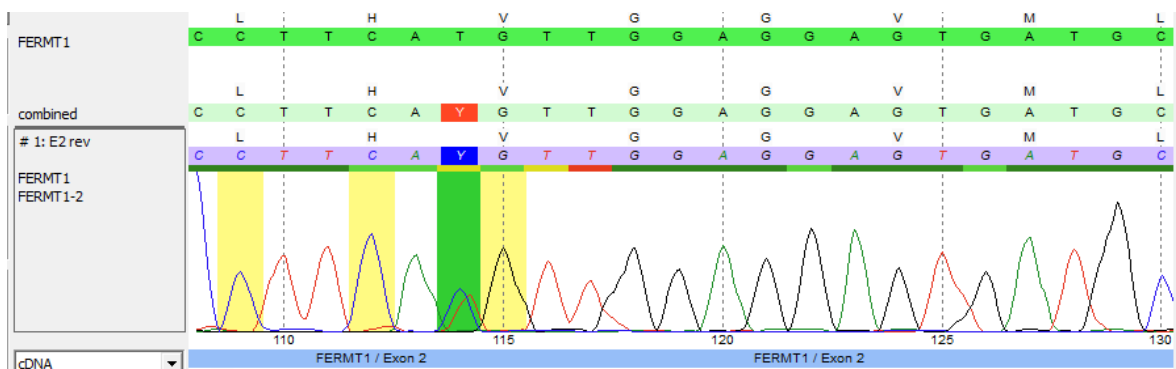 L H V G G V M L
FERMT1 C C T T C A T G T T G G A G G A G T G A T G C
L H V G G V M L
combined C C T T C A Y G T T G G A G G A G T G A T G C
# 1: E2 rev L H V G G V M L
C C T T C A Y G T T G G A G G A G T G A T G C
FERMT1
FERMT1-2
110 115 120 125 130
cDNA FERMT1 / Exon 2 FERMT1 / Exon 2